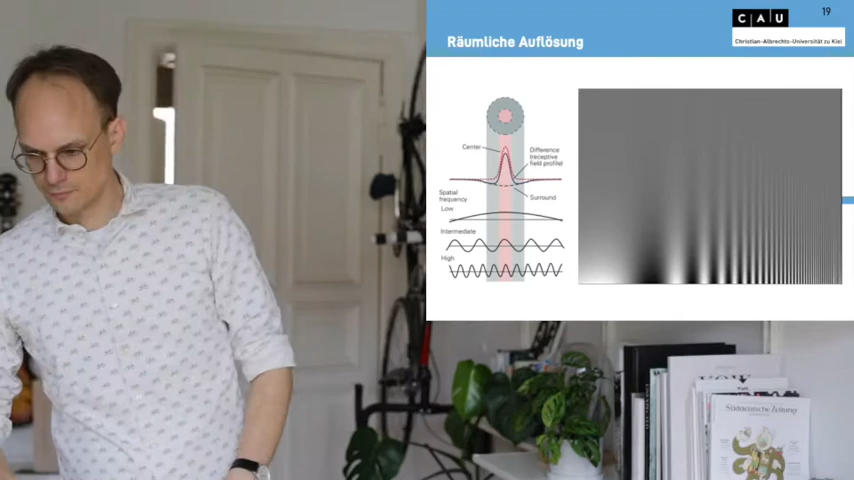 19
CAU
Christian-Albrechts-Universität zu Kiel
Räumliche Auflösung
Center
Difference
(receptive
field profile)
Surround
Spatial
frequency
Low
Intermediate
High
Süddeutsche Zeitung